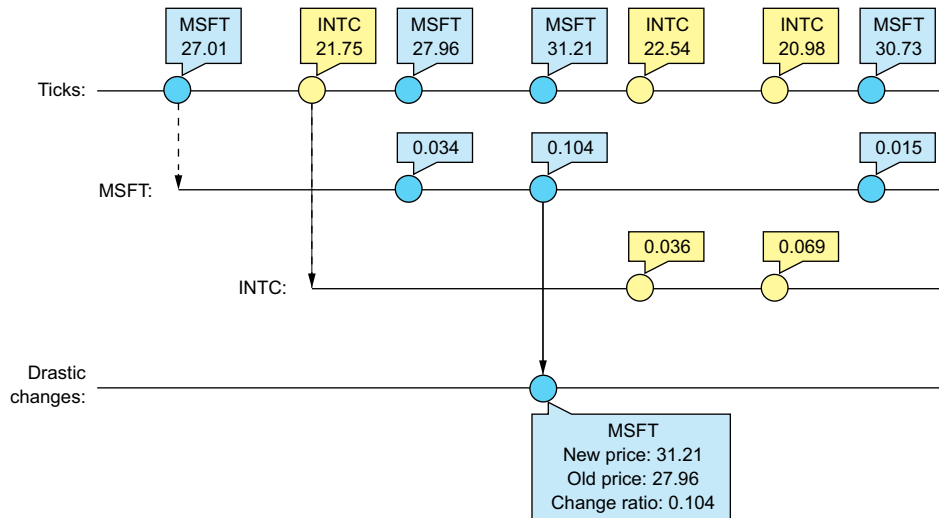 MSFT
27.01
INTC
21.75
MSFT
27.96
MSFT
31.21
INTC
22.54
INTC
20.98
MSFT
30.73
Ticks:
0.034
0.104
0.015
MSFT:
0.036
0.069
INTC:
Drastic
changes:
MSFT
New price: 31.21
Old price: 27.96
Change ratio: 0.104